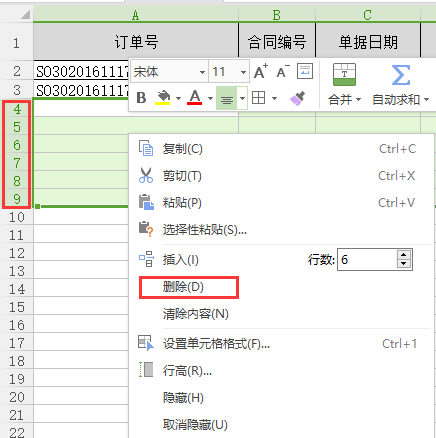 A B C
1 订单号 合同编号 单据日期
2 SO302016111 宋体 11
3 SO302016111 B A 合并 自动求和
4
5
6 复制(C) Ctrl+C
7 剪切(T) Ctrl+X
8 粘贴(P) Ctrl+V
9 选择性粘贴(S)...
10
11
12 插入(I) 行数: 6
13
14 删除(D)
15 清除内容(N)
16
17 设置单元格格式(F)... Ctrl+1
18
19 行高(R)...
20 隐藏(H)
21
22 取消隐藏(U)